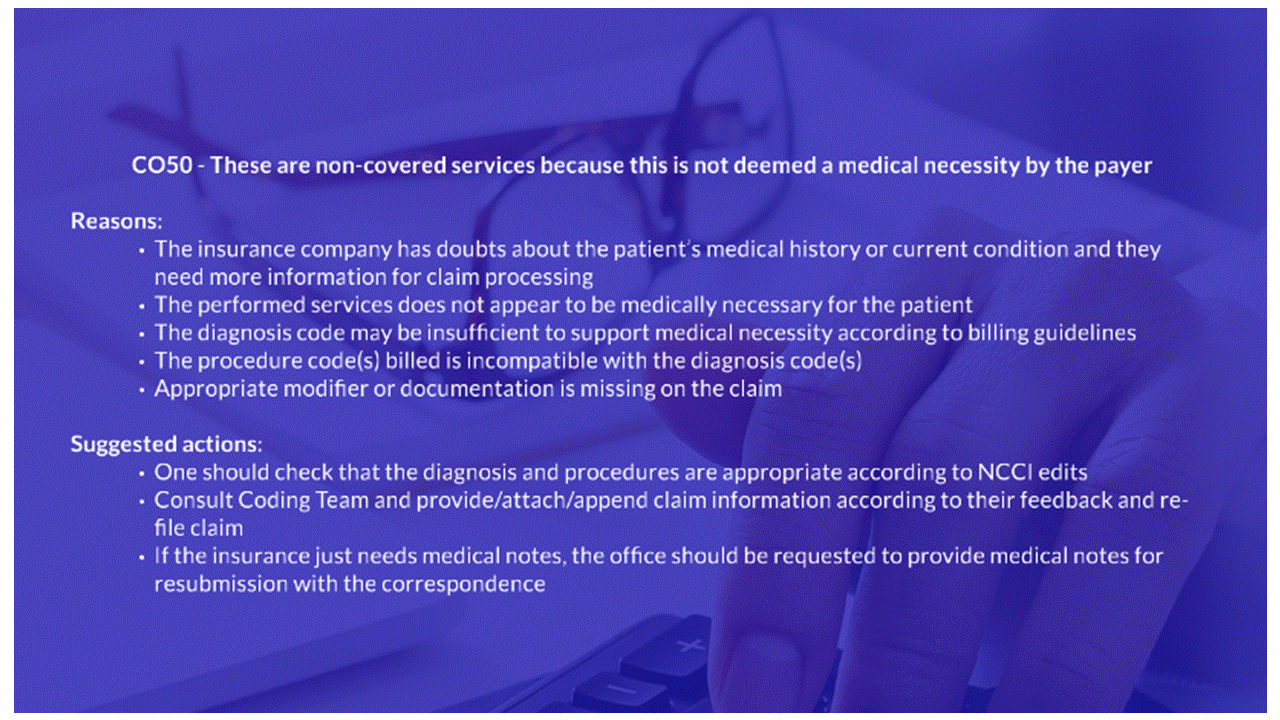 CO50 - These are non-covered services because this is not deemed a medical necessity by the payer
Reasons:
• The insurance company has doubts about the patient's medical history or current condition and they
need more information for claim processing
• The performed services does not appear to be medically necessary for the patient
• The diagnosis code may be insufficient to support medical necessity according to billing guidelines
• The procedure code(s) billed is incompatible with the diagnosis code(s)
• Appropriate modifier or documentation is missing on the claim
Suggested actions:
• One should check that the diagnosis and procedures are appropriate according to NCCI edits
• Consult Coding Team and provide/attach/append claim information according to their feedback and re-
file claim
• If the insurance just needs medical notes, the office should be requested to provide medical notes for
resubmission with the correspondence